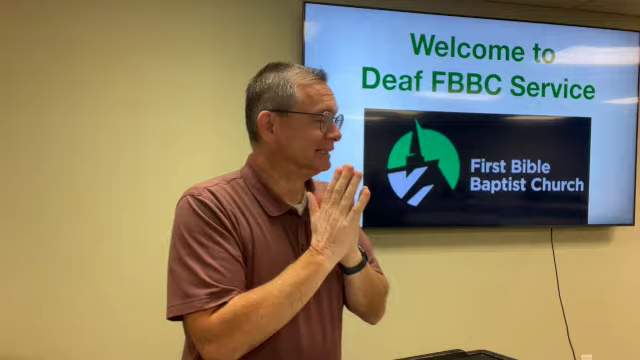 Welcome to
Deaf FBBC Service
First Bible
Baptist Church